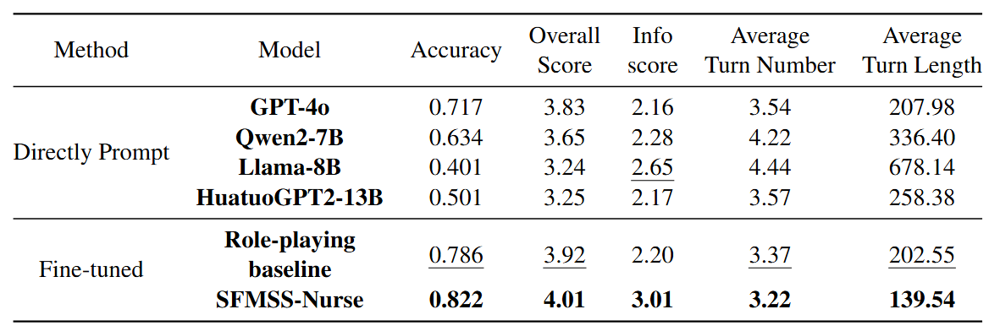 Method Model Accuracy Overall Score Info score Average Turn Number Average Turn Length
GPT-4o 0.717 3.83 2.16 3.54 207.98
Directly Prompt Qwen2-7B 0.634 3.65 2.28 4.22 336.40
Llama-8B 0.401 3.24 2.65 4.44 678.14
HuatuoGPT2-13B 0.501 3.25 2.17 3.57 258.38
Fine-tuned Role-playing baseline 0.786 3.92 2.20 3.37 202.55
SFMSS-Nurse 0.822 4.01 3.01 3.22 139.54